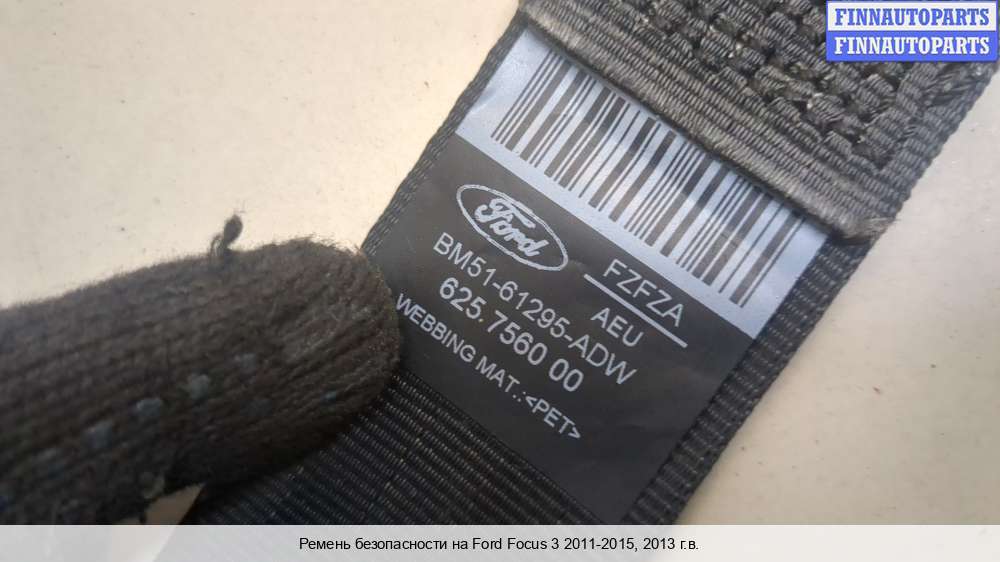 FINNAUTOPARTS
FINNAUTOPARTS
Ford
FZFZA
AEU
BM51-61295-ADW
625.7560 00
WEBBING MAT.:<PET>
Ремень безопасности на Ford Focus 3 2011-2015, 2013 г.в.